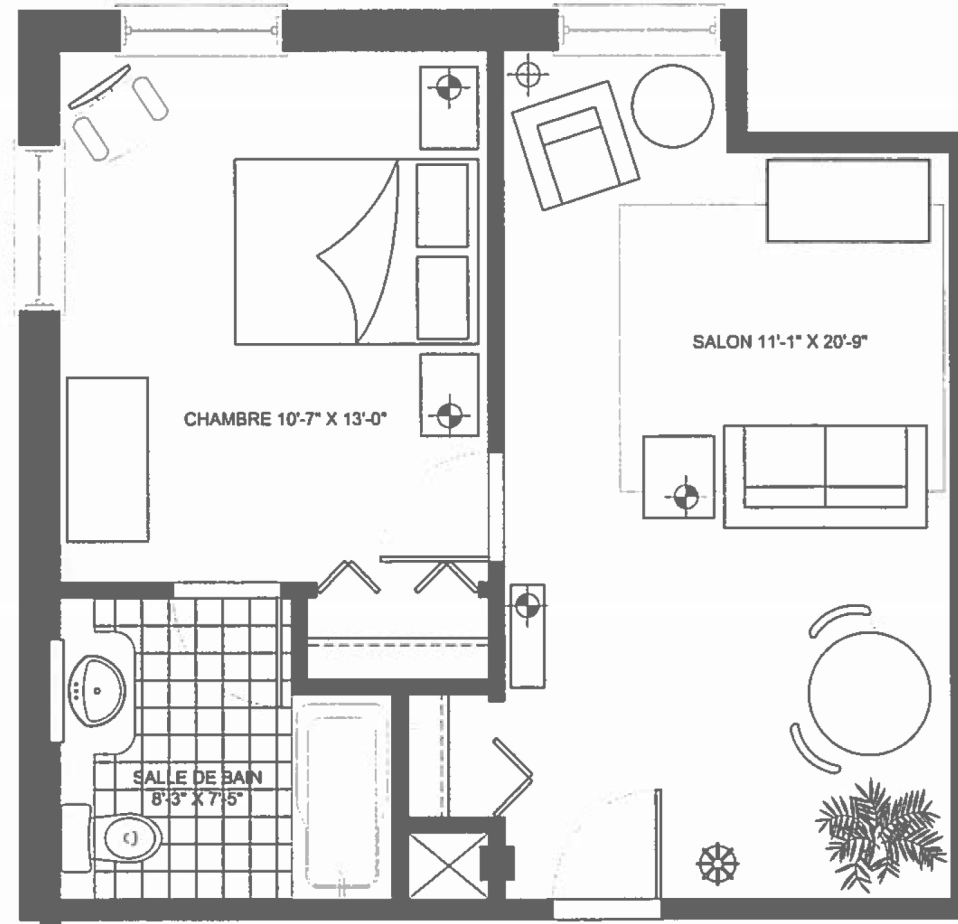 SALON 11'-1" X 20'-9"
CHAMBRE 10'-7" X 13'-0"
SALLE DE BAIN
8'-3" X 7'-5"